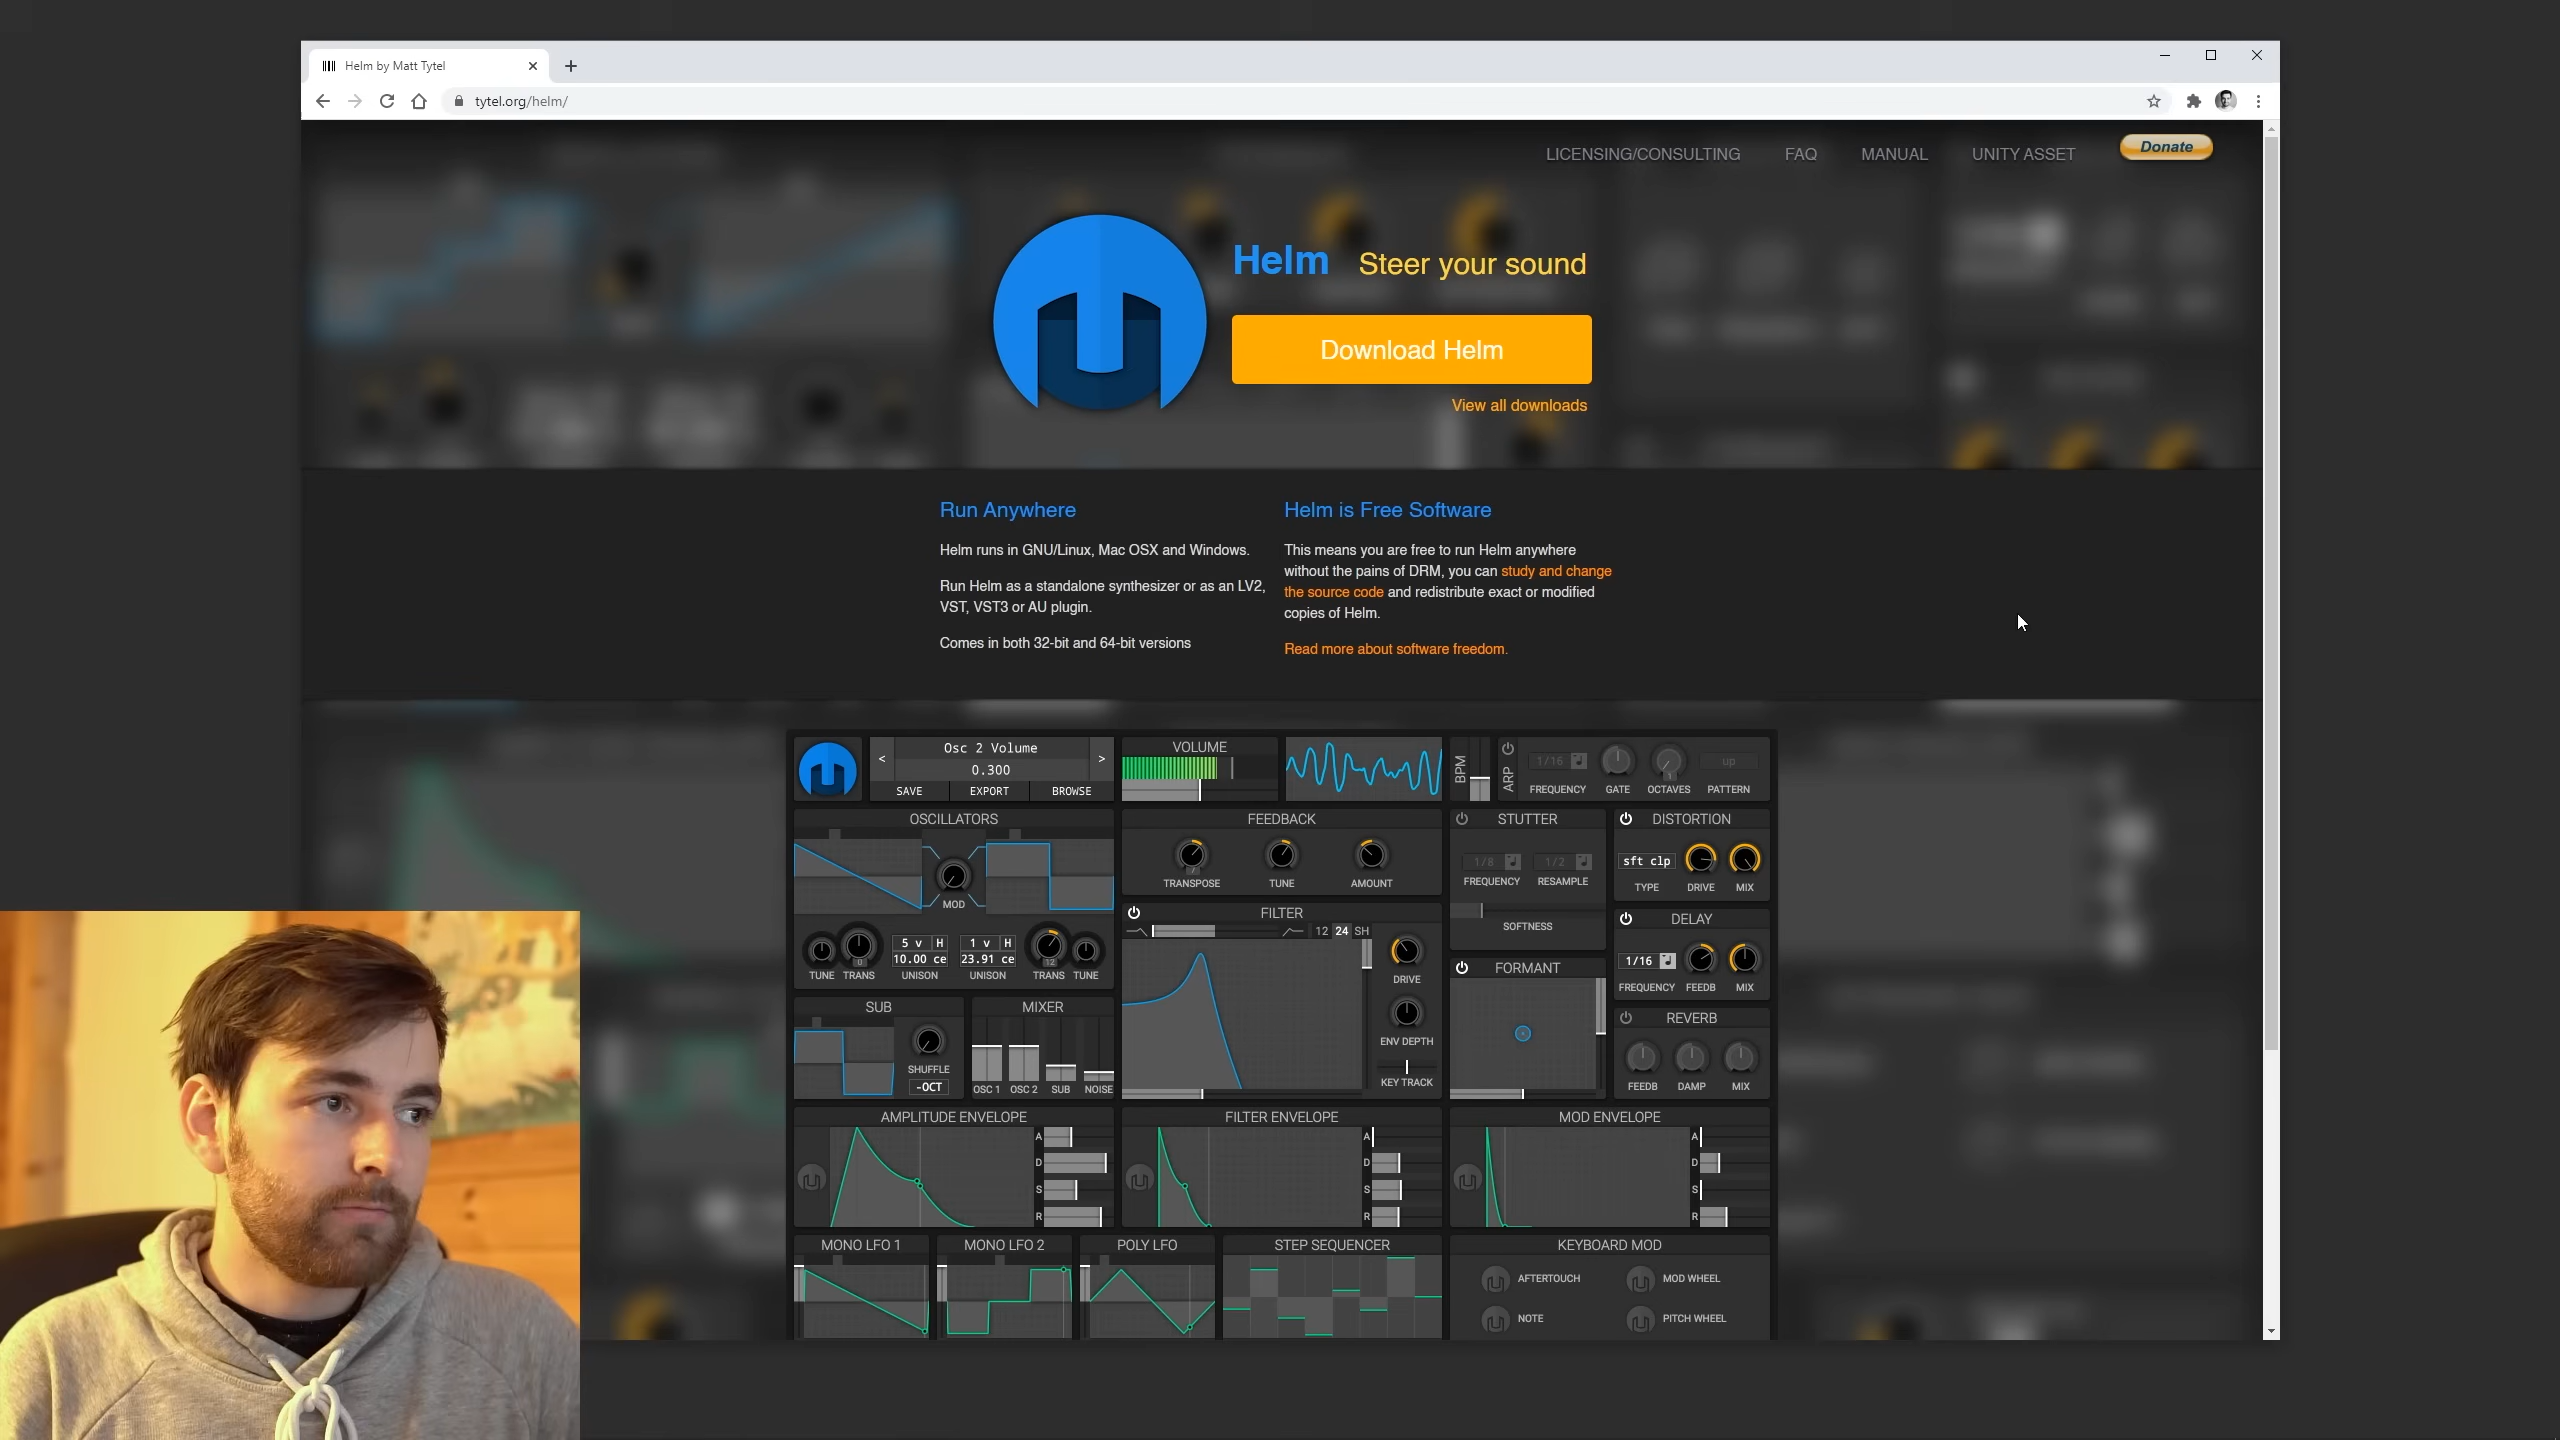 Helm by Matt Tytel
tytel.org/helm/
LICENSING/CONSULTING FAQ MANUAL UNITY ASSET Donate
Helm Steer your sound
Download Helm
View all downloads
Run Anywhere
Helm runs in GNU/Linux, Mac OSX and Windows.
Run Helm as a standalone synthesizer or as an LV2,
VST, VST3 or AU plugin.
Comes in both 32-bit and 64-bit versions
Helm is Free Software
This means you are free to run Helm anywhere
without the pains of DRM, you can study and change
the source code and redistribute exact or modified
copies of Helm.
Read more about software freedom.
< Osc 2 Volume >
0.300
SAVE EXPORT BROWSE
VOLUME
BPM
ARP
1/16 up
FREQUENCY GATE OCTAVES PATTERN
OSCILLATORS
MOD
5 v H 1 v H
10.00 ce 23.91 ce
0 12
TUNE TRANS UNISON UNISON TRANS TUNE
FEEDBACK
TRANSPOSE TUNE AMOUNT
STUTTER
1/8 1/2
FREQUENCY RESAMPLE
SOFTNESS
DISTORTION
sft clp
TYPE DRIVE MIX
FILTER
12 24 SH
DRIVE
ENV DEPTH
KEY TRACK
DELAY
1/16
FREQUENCY FEEDB MIX
FORMANT
SUB
SHUFFLE
-OCT
MIXER
OSC 1 OSC 2 SUB NOISE
REVERB
FEEDB DAMP MIX
AMPLITUDE ENVELOPE
A
D
S
R
FILTER ENVELOPE
A
D
S
R
MOD ENVELOPE
A
D
S
R
MONO LFO 1 MONO LFO 2 POLY LFO STEP SEQUENCER KEYBOARD MOD
AFTERTOUCH MOD WHEEL
NOTE PITCH WHEEL